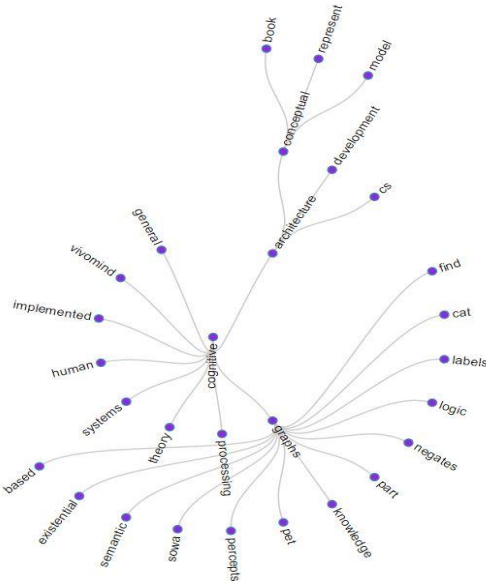 book
represent
model
conceptual
development
cs
architecture
general
vivomind
implemented
human
systems
theory
processing
cognitive
find
cat
labels
logic
negates
part
knowledge
pet
percepts
sowa
semantic
existential
based
graphs